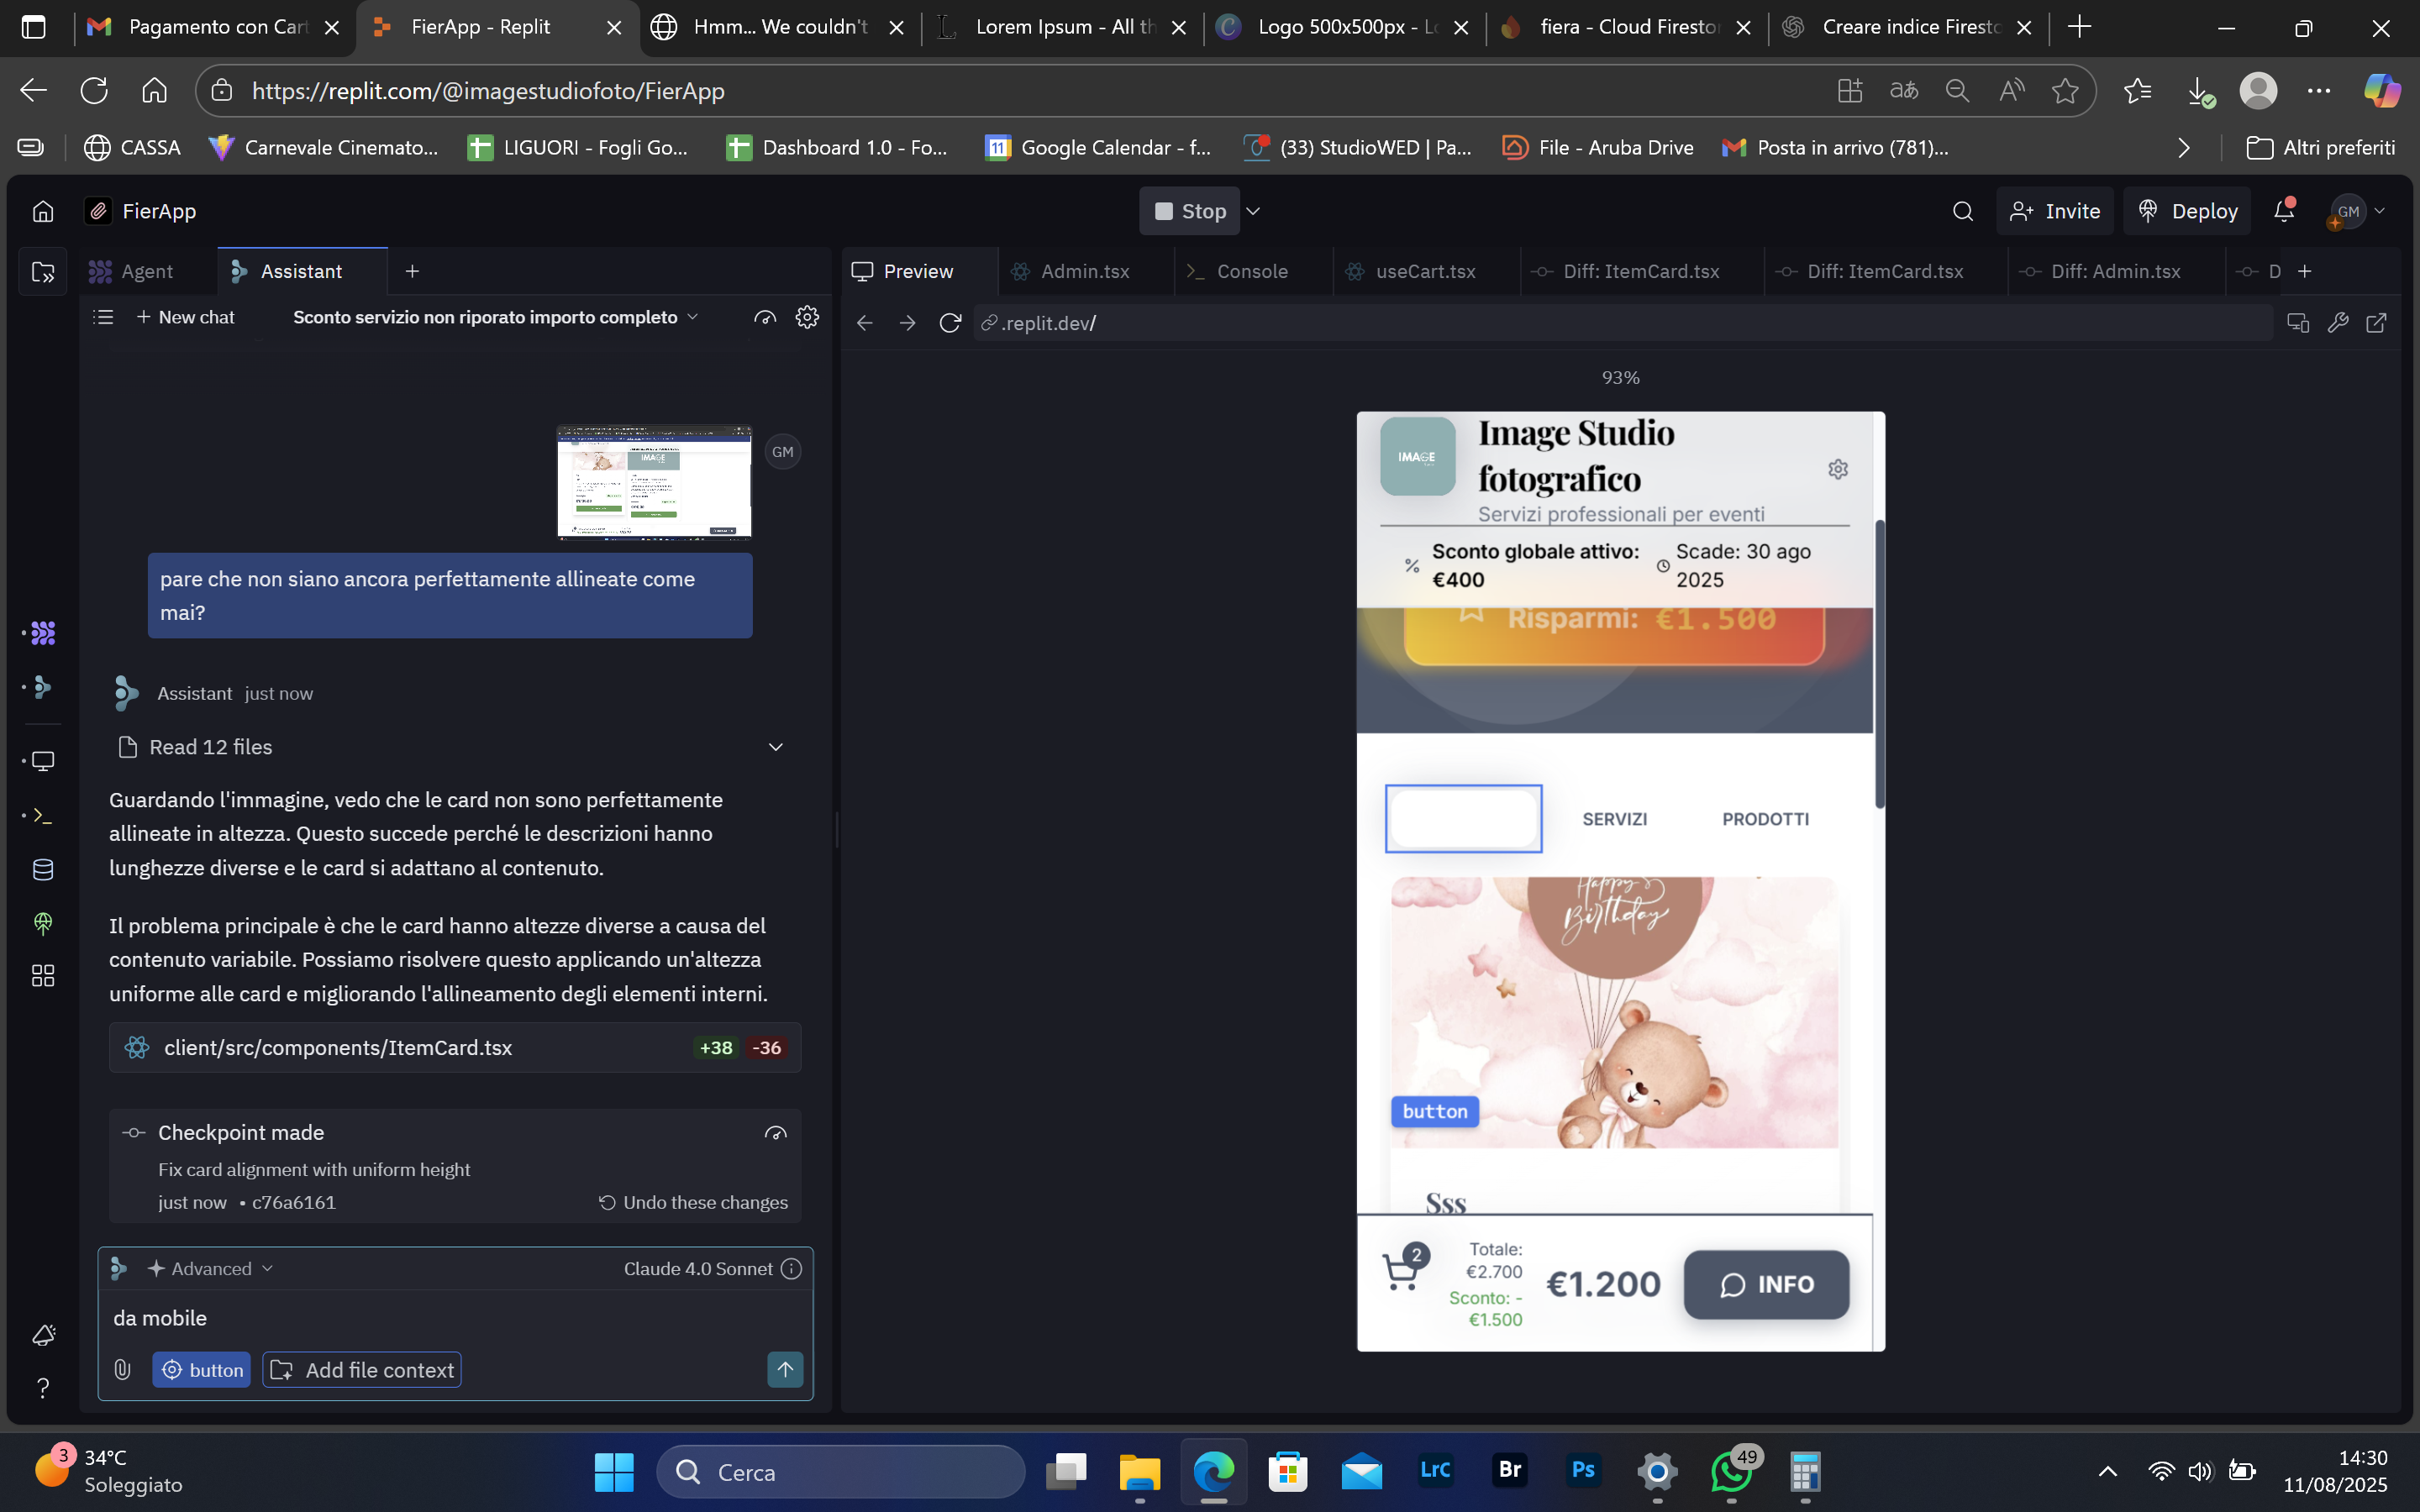 Pagamento con Cart
FierApp - Replit
Hmm... We couldn't
Lorem Ipsum - All th
Logo 500x500px - Lo
fiera - Cloud Firestor
Creare indice Firesto
https://replit.com/@imagestudiofoto/FierApp
CASSA
Carnevale Cinemato...
LIGUORI - Fogli Go...
Dashboard 1.0 - Fo...
Google Calendar - f...
(33) StudioWED | Pa...
File - Aruba Drive
Posta in arrivo (781)...
Altri preferiti
FierApp
Stop
Invite
Deploy
GM
Agent
Assistant
Preview
Admin.tsx
Console
useCart.tsx
Diff: ItemCard.tsx
Diff: ItemCard.tsx
Diff: Admin.tsx
D
New chat
Sconto servizio non riporato importo completo
.replit.dev/
93%
GM
pare che non siano ancora perfettamente allineate come
mai?
Assistant just now
Read 12 files
Guardando l'immagine, vedo che le card non sono perfettamente
allineate in altezza. Questo succede perché le descrizioni hanno
lunghezze diverse e le card si adattano al contenuto.
Il problema principale è che le card hanno altezze diverse a causa del
contenuto variabile. Possiamo risolvere questo applicando un'altezza
uniforme alle card e migliorando l'allineamento degli elementi interni.
client/src/components/ItemCard.tsx
+38 -36
Checkpoint made
Fix card alignment with uniform height
just now • c76a6161
Undo these changes
Advanced
Claude 4.0 Sonnet
da mobile
button
Add file context
IMAGE
Image Studio
fotografico
Servizi professionali per eventi
Sconto globale attivo:
€400
Scade: 30 ago
2025
Risparmi: €1.500
SERVIZI
PRODOTTI
Happy
Birthday
button
Sss
2
Totale:
€2.700
Sconto: -
€1.500
€1.200
INFO
3
34°C
Soleggiato
Cerca
LrC
Br
Ps
49
14:30
11/08/2025